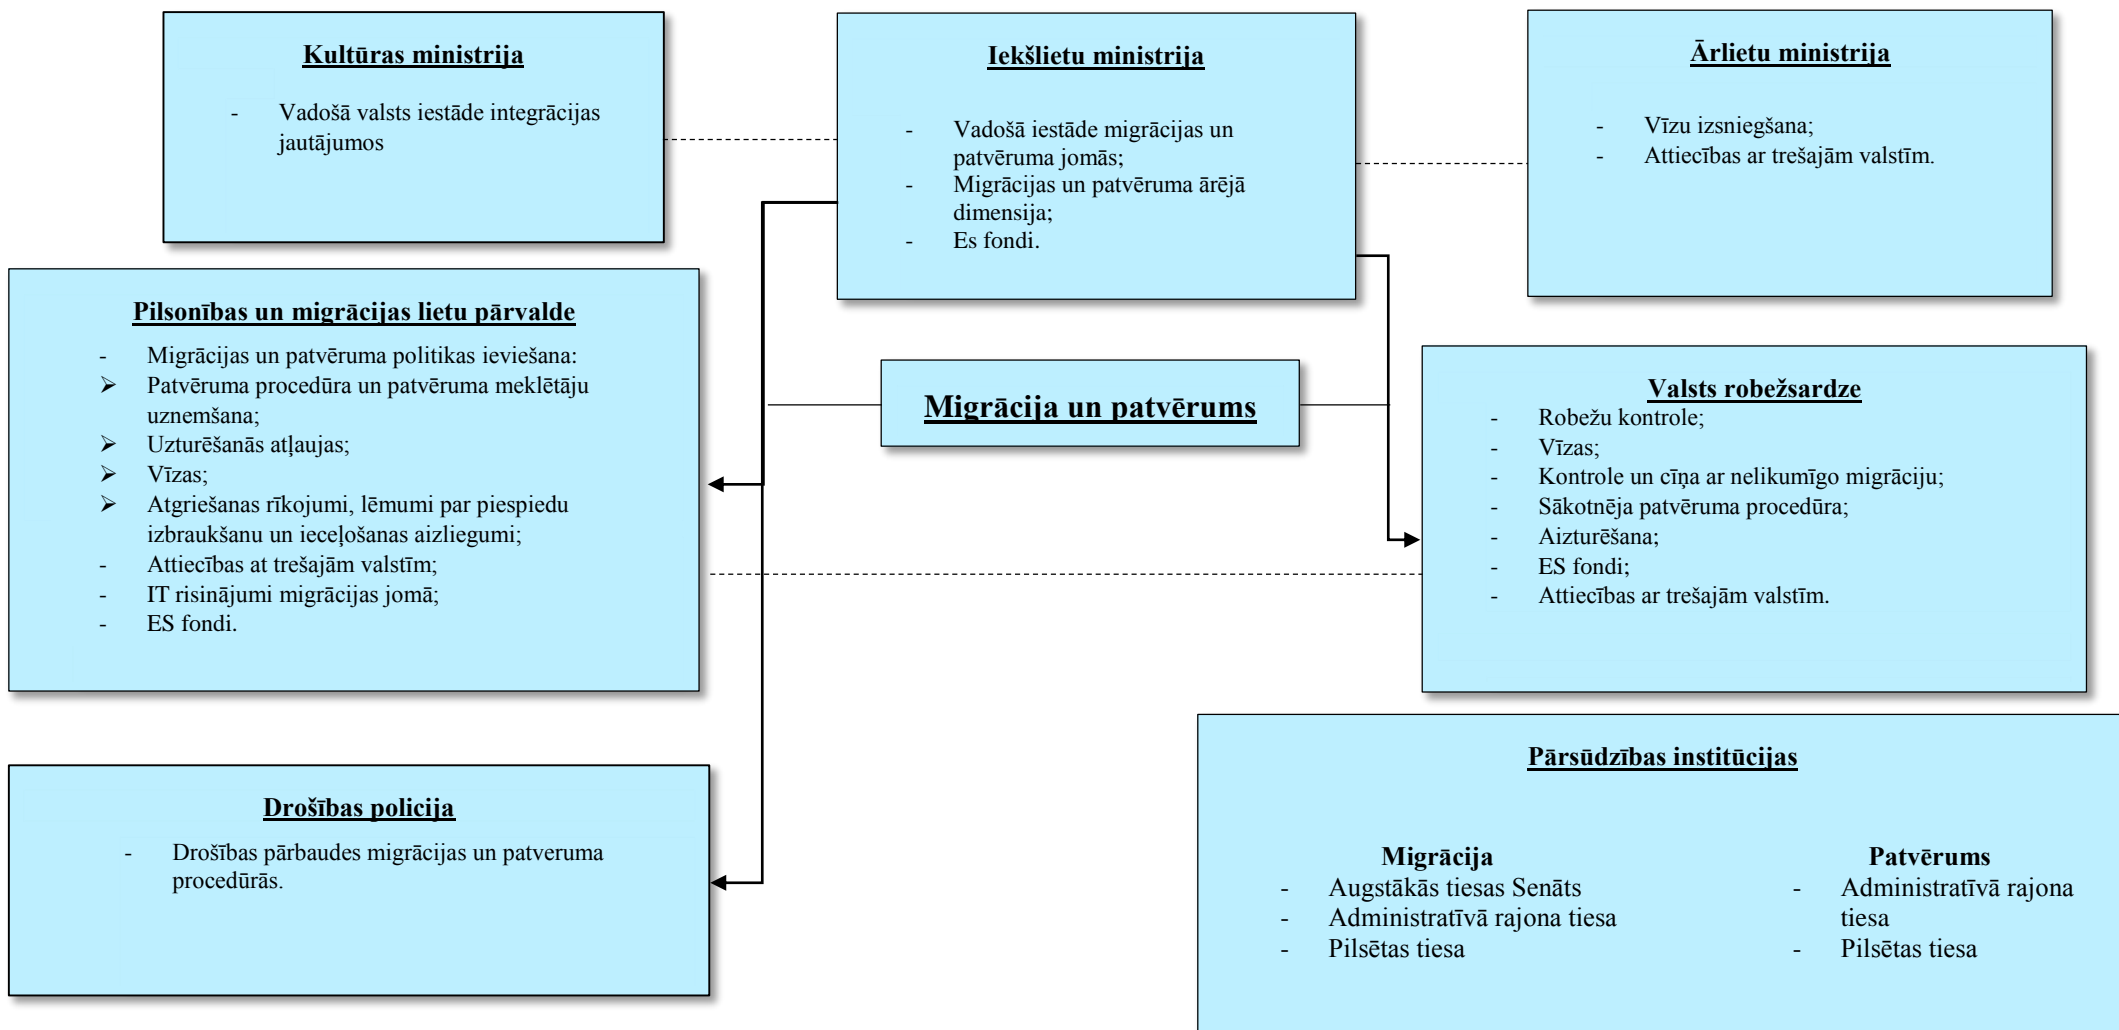 Kultūras ministrija
- Vadošā valsts iestāde integrācijas
jautājumos
Iekšlietu ministrija
- Vadošā iestāde migrācijas un
patvēruma jomās;
- Migrācijas un patvēruma ārējā
dimensija;
- Es fondi.
Ārlietu ministrija
- Vīzu izsniegšana;
- Attiecības ar trešajām valstīm.
Pilsonības un migrācijas lietu pārvalde
- Migrācijas un patvēruma politikas ieviešana:
➢ Patvēruma procedūra un patvēruma meklētāju
uzņemšana;
➢ Uzturēšanās atļaujas;
➢ Vīzas;
➢ Atgriešanas rīkojumi, lēmumi par piespiedu
izbraukšanu un ieceļošanas aizliegumi;
- Attiecības at trešajām valstīm;
- IT risinājumi migrācijas jomā;
- ES fondi.
Migrācija un patvērums
Valsts robežsardze
- Robežu kontrole;
- Vīzas;
- Kontrole un cīņa ar nelikumīgo migrāciju;
- Sākotnēja patvēruma procedūra;
- Aizturēšana;
- ES fondi;
- Attiecības ar trešajām valstīm.
Drošības policija
- Drošības pārbaudes migrācijas un patveruma
procedūrās.
Pārsūdzības institūcijas
Migrācija
- Augstākās tiesas Senāts
- Administratīvā rajona tiesa
- Pilsētas tiesa
Patvērums
- Administratīvā rajona
tiesa
- Pilsētas tiesa